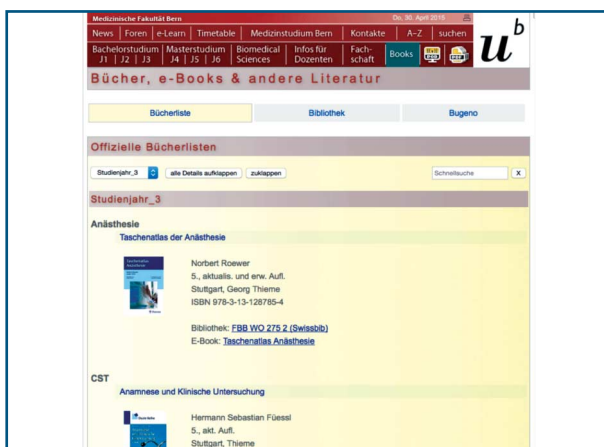 Medizinische Fakultät Bern Do, 30. April 2015
News | Foren | e-Learn | Timetable | Medizinstudium Bern | Kontakte | A–Z | suchen
Bachelorstudium J1 | J2 | J3 | Masterstudium J4 | J5 | J6 | Biomedical Sciences | Infos für Dozenten | Fach-schaft | Books
u b
Bücher, e-Books & andere Literatur
Bücherliste Bibliothek Bugeno
Offizielle Bücherlisten
Studienjahr_3 alle Details aufklappen zuklappen Schnellsuche X
Studienjahr_3
Anästhesie
Taschenatlas der Anästhesie
Norbert Roewer
5., aktualis. und erw. Aufl.
Stuttgart, Georg Thieme
ISBN 978-3-13-128785-4
Bibliothek: FBB WO 275 2 (Swissbib)
E-Book: Taschenatlas Anästhesie
CST
Anamnese und Klinische Untersuchung
Hermann Sebastian Füessl
5., akt. Aufl.
Stuttgart, Thieme